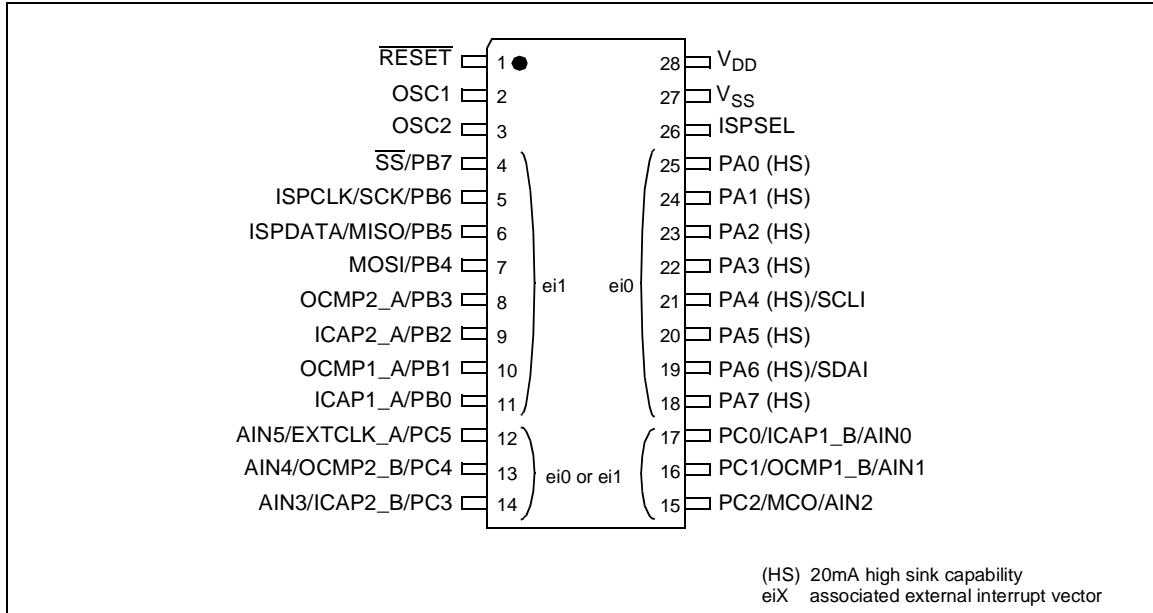 RESET 1 28 VDD
OSC1 2 27 VSS
OSC2 3 26 ISPSEL
SS/PB7 4 25 PA0 (HS)
ISPCLK/SCK/PB6 5 24 PA1 (HS)
ISPDATA/MISO/PB5 6 23 PA2 (HS)
MOSI/PB4 7 22 PA3 (HS)
ei1 ei0
OCMP2_A/PB3 8 21 PA4 (HS)/SCLI
ICAP2_A/PB2 9 20 PA5 (HS)
OCMP1_A/PB1 10 19 PA6 (HS)/SDAI
ICAP1_A/PB0 11 18 PA7 (HS)
AIN5/EXTCLK_A/PC5 12 17 PC0/ICAP1_B/AIN0
AIN4/OCMP2_B/PC4 13 ei0 or ei1 16 PC1/OCMP1_B/AIN1
AIN3/ICAP2_B/PC3 14 15 PC2/MCO/AIN2
(HS) 20mA high sink capability
eiX associated external interrupt vector